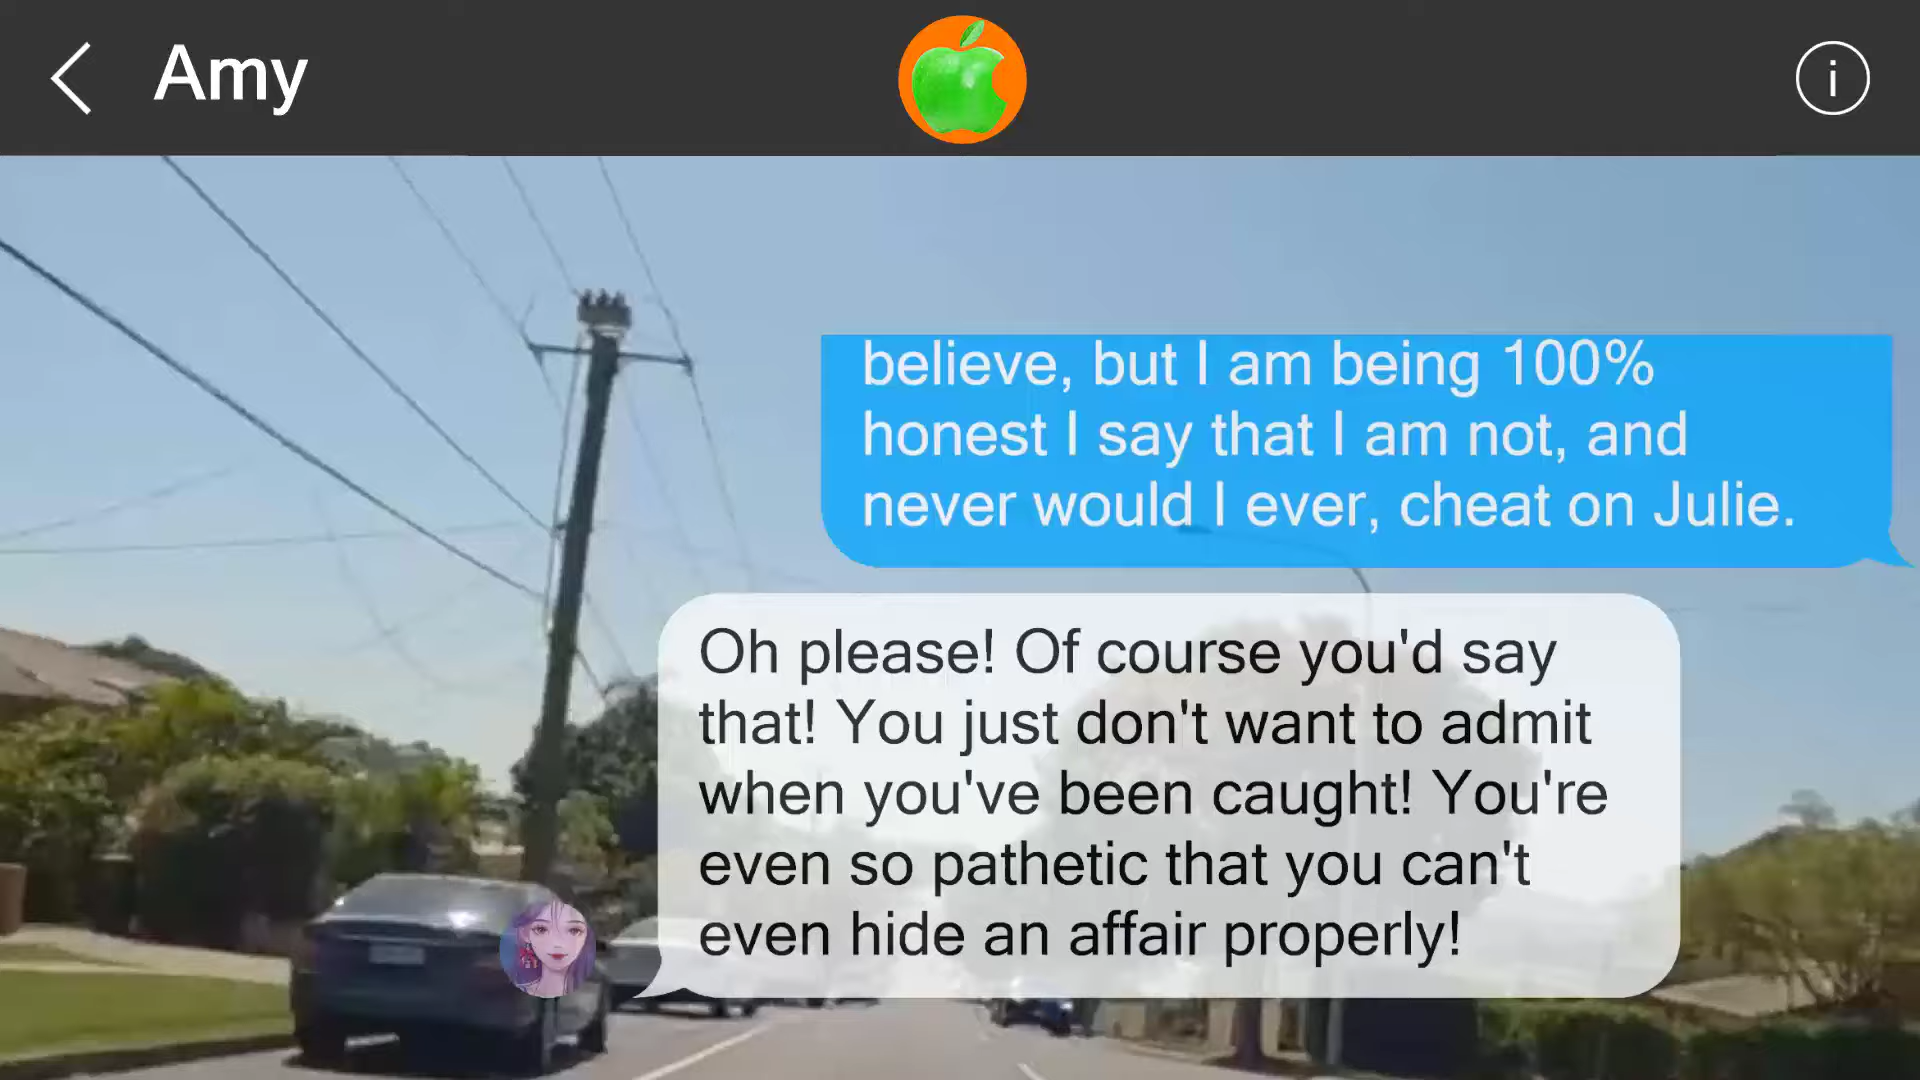 Amy
i
believe, but I am being 100%
honest I say that I am not, and
never would I ever, cheat on Julie.
Oh please! Of course you'd say
that! You just don't want to admit
when you've been caught! You're
even so pathetic that you can't
even hide an affair properly!